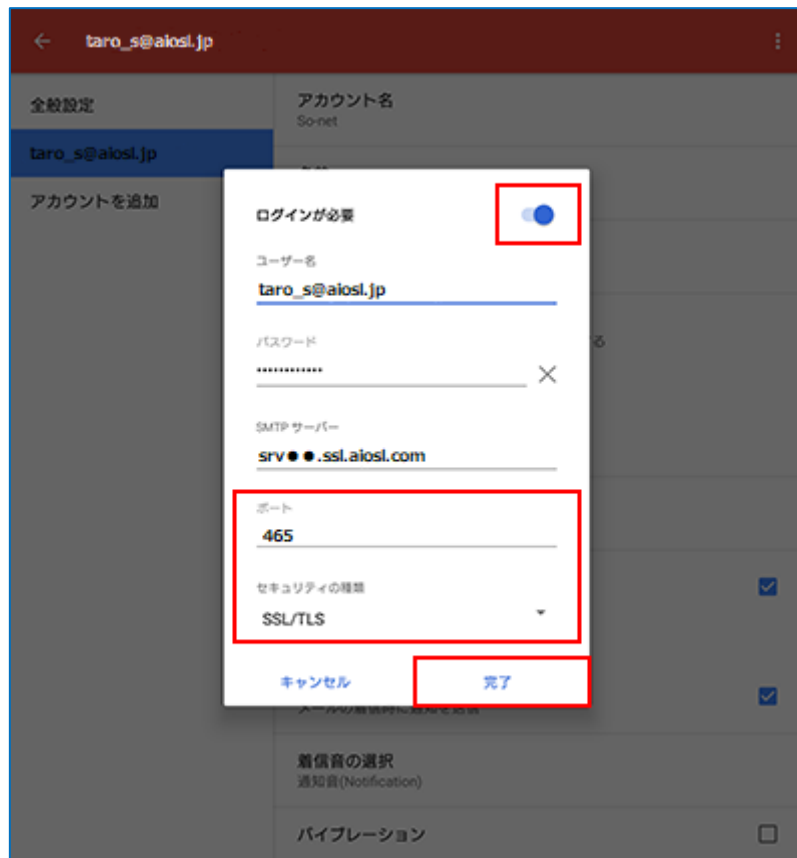 taro_s@aiosl.jp
全般設定
taro_s@aiosl.jp
アカウントを追加
アカウント名
So-net
ログインが必要
ユーザー名
taro_s@aiosl.jp
パスワード
••••••••••••
SMTP サーバー
srv●●.ssl.aiosl.com
ポート
465
セキュリティの種類
SSL/TLS
キャンセル
完了
る
着信音の選択
通知音(Notification)
バイブレーション